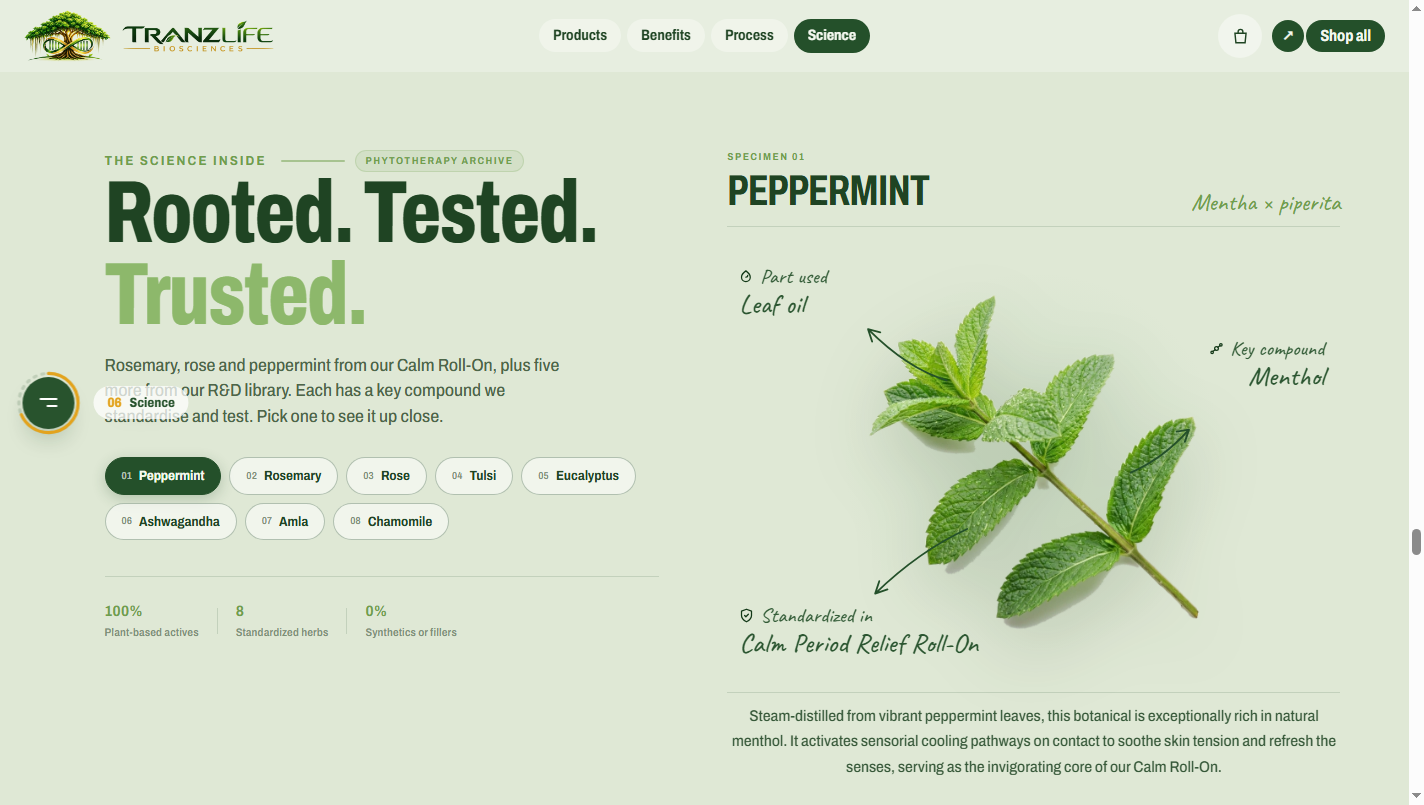 TRANZLIFE
BIOSCIENCES
Products
Benefits
Process
Science
Shop all
THE SCIENCE INSIDE
PHYTOTHERAPY ARCHIVE
Rooted. Tested.
Trusted.
Rosemary, rose and peppermint from our Calm Roll-On, plus five
more from our R&D library. Each has a key compound we
standardise and test. Pick one to see it up close.
06 Science
01 Peppermint
02 Rosemary
03 Rose
04 Tulsi
05 Eucalyptus
06 Ashwagandha
07 Amla
08 Chamomile
100%
Plant-based actives
8
Standardized herbs
0%
Synthetics or fillers
SPECIMEN 01
PEPPERMINT
Mentha × piperita
Part used
Leaf oil
Key compound
Menthol
Standardized in
Calm Period Relief Roll-On
Steam-distilled from vibrant peppermint leaves, this botanical is exceptionally rich in natural
menthol. It activates sensorial cooling pathways on contact to soothe skin tension and refresh the
senses, serving as the invigorating core of our Calm Roll-On.